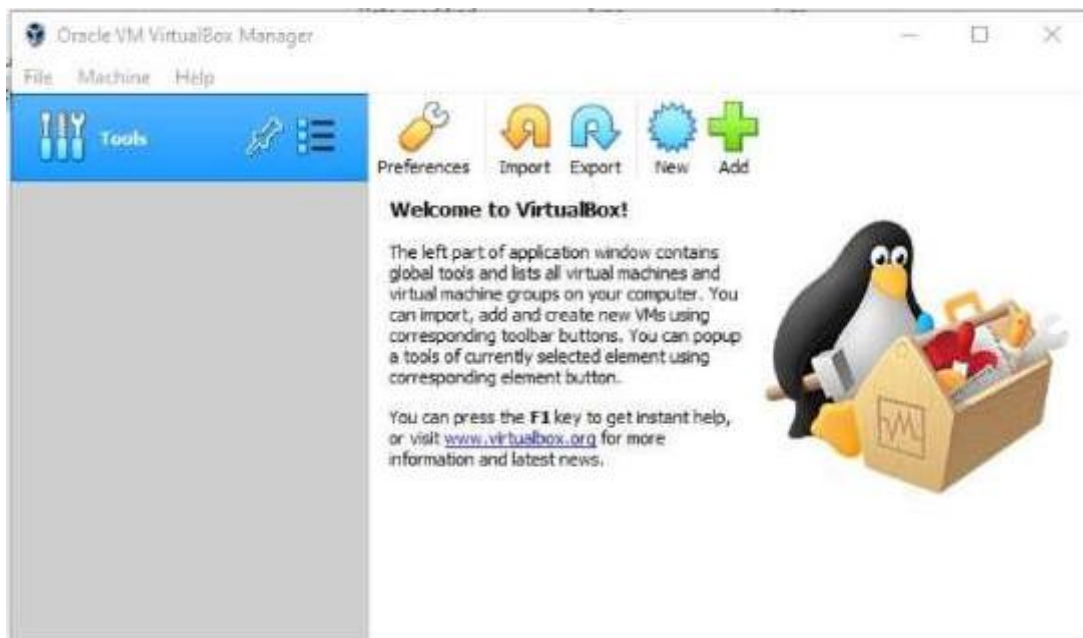 Oracle VM VirtualBox Manager
File Machine Help
Tools
Preferences Import Export New Add
Welcome to VirtualBox!
The left part of application window contains
global tools and lists all virtual machines and
virtual machine groups on your computer. You
can import, add and create new VMs using
corresponding toolbar buttons. You can popup
a tools of currently selected element using
corresponding element button.
You can press the F1 key to get instant help,
or visit www.virtualbox.org for more
information and latest news.